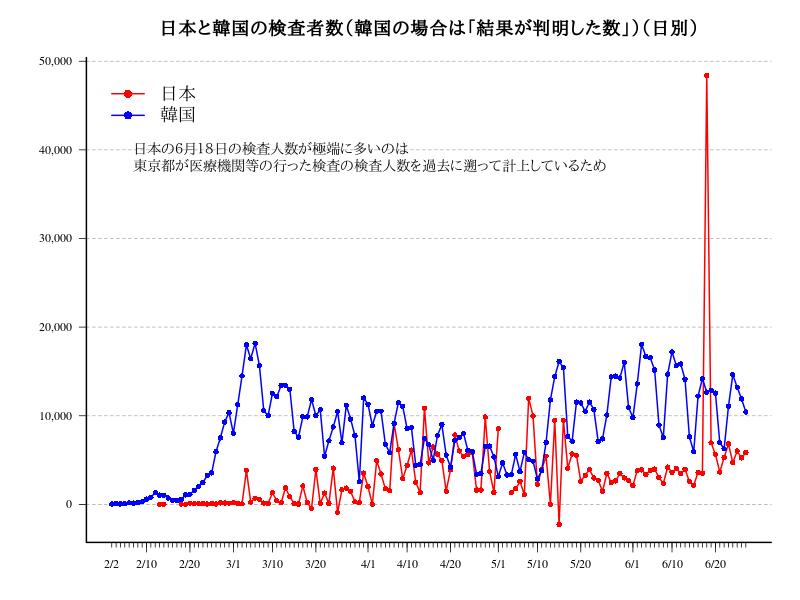 日本と韓国の検査者数（韓国の場合は「結果が判明した数」）（日別）
50,000
40,000
30,000
20,000
10,000
0
日本
韓国
日本の6月18日の検査人数が極端に多いのは
東京都が医療機関等の行った検査の検査人数を過去に遡って計上しているため
2/2 2/10 2/20 3/1 3/10 3/20 4/1 4/10 4/20 5/1 5/10 5/20 6/1 6/10 6/20